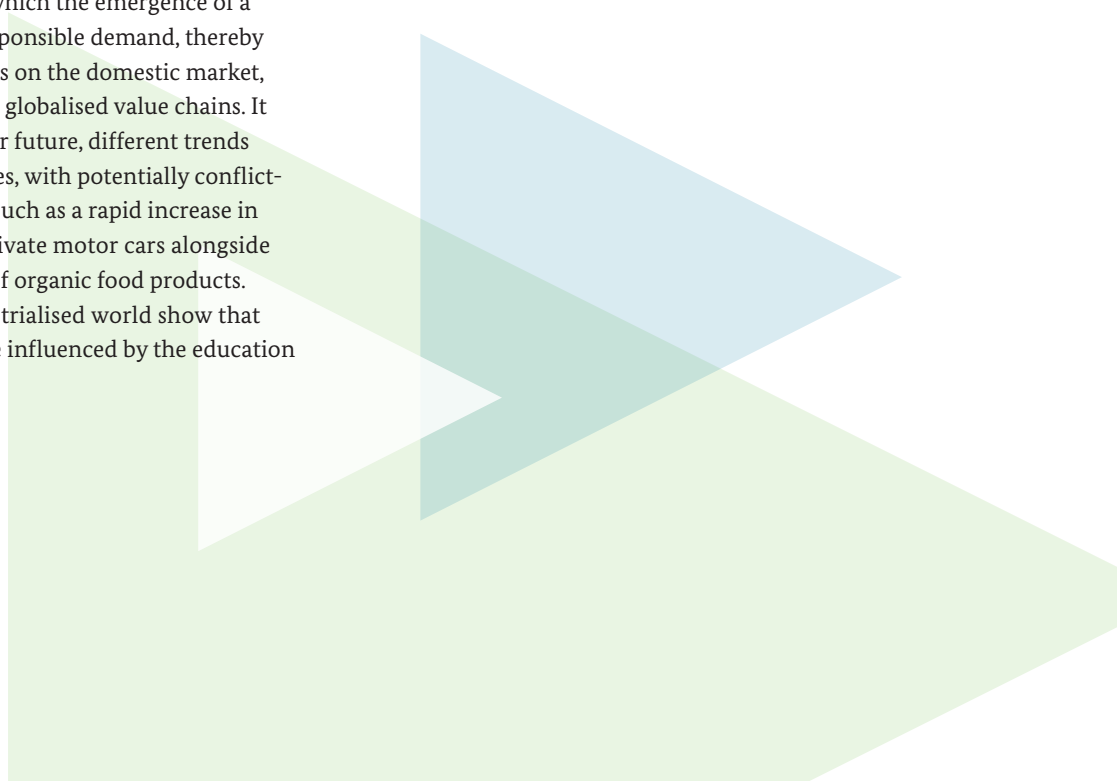 which the emergence of a
ponsible demand, thereby
s on the domestic market,
globalised value chains. It
r future, different trends
es, with potentially conflict-
uch as a rapid increase in
ivate motor cars alongside
f organic food products.
trialised world show that
influenced by the education